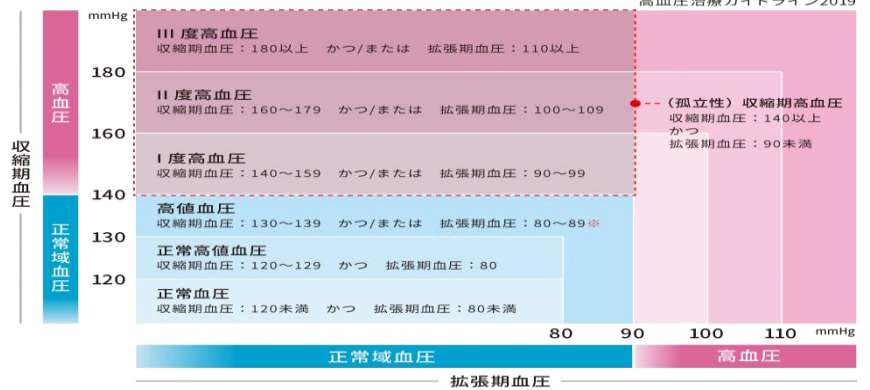 高血圧治療ガイドライン2019
mmHg
III 度高血圧
収縮期血圧：180以上 かつ/または 拡張期血圧：110以上
180
II 度高血圧
収縮期血圧：160～179 かつ/または 拡張期血圧：100～109
（孤立性）収縮期高血圧
収縮期血圧：140以上
かつ
拡張期血圧：90未満
160
I 度高血圧
収縮期血圧：140～159 かつ/または 拡張期血圧：90～99
140
高値血圧
収縮期血圧：130～139 かつ/または 拡張期血圧：80～89※
130
正常高値血圧
収縮期血圧：120～129 かつ 拡張期血圧：80
120
正常血圧
収縮期血圧：120未満 かつ 拡張期血圧：80未満
収縮期血圧
高血圧
正常域血圧
80 90 100 110 mmHg
正常域血圧 高血圧
拡張期血圧